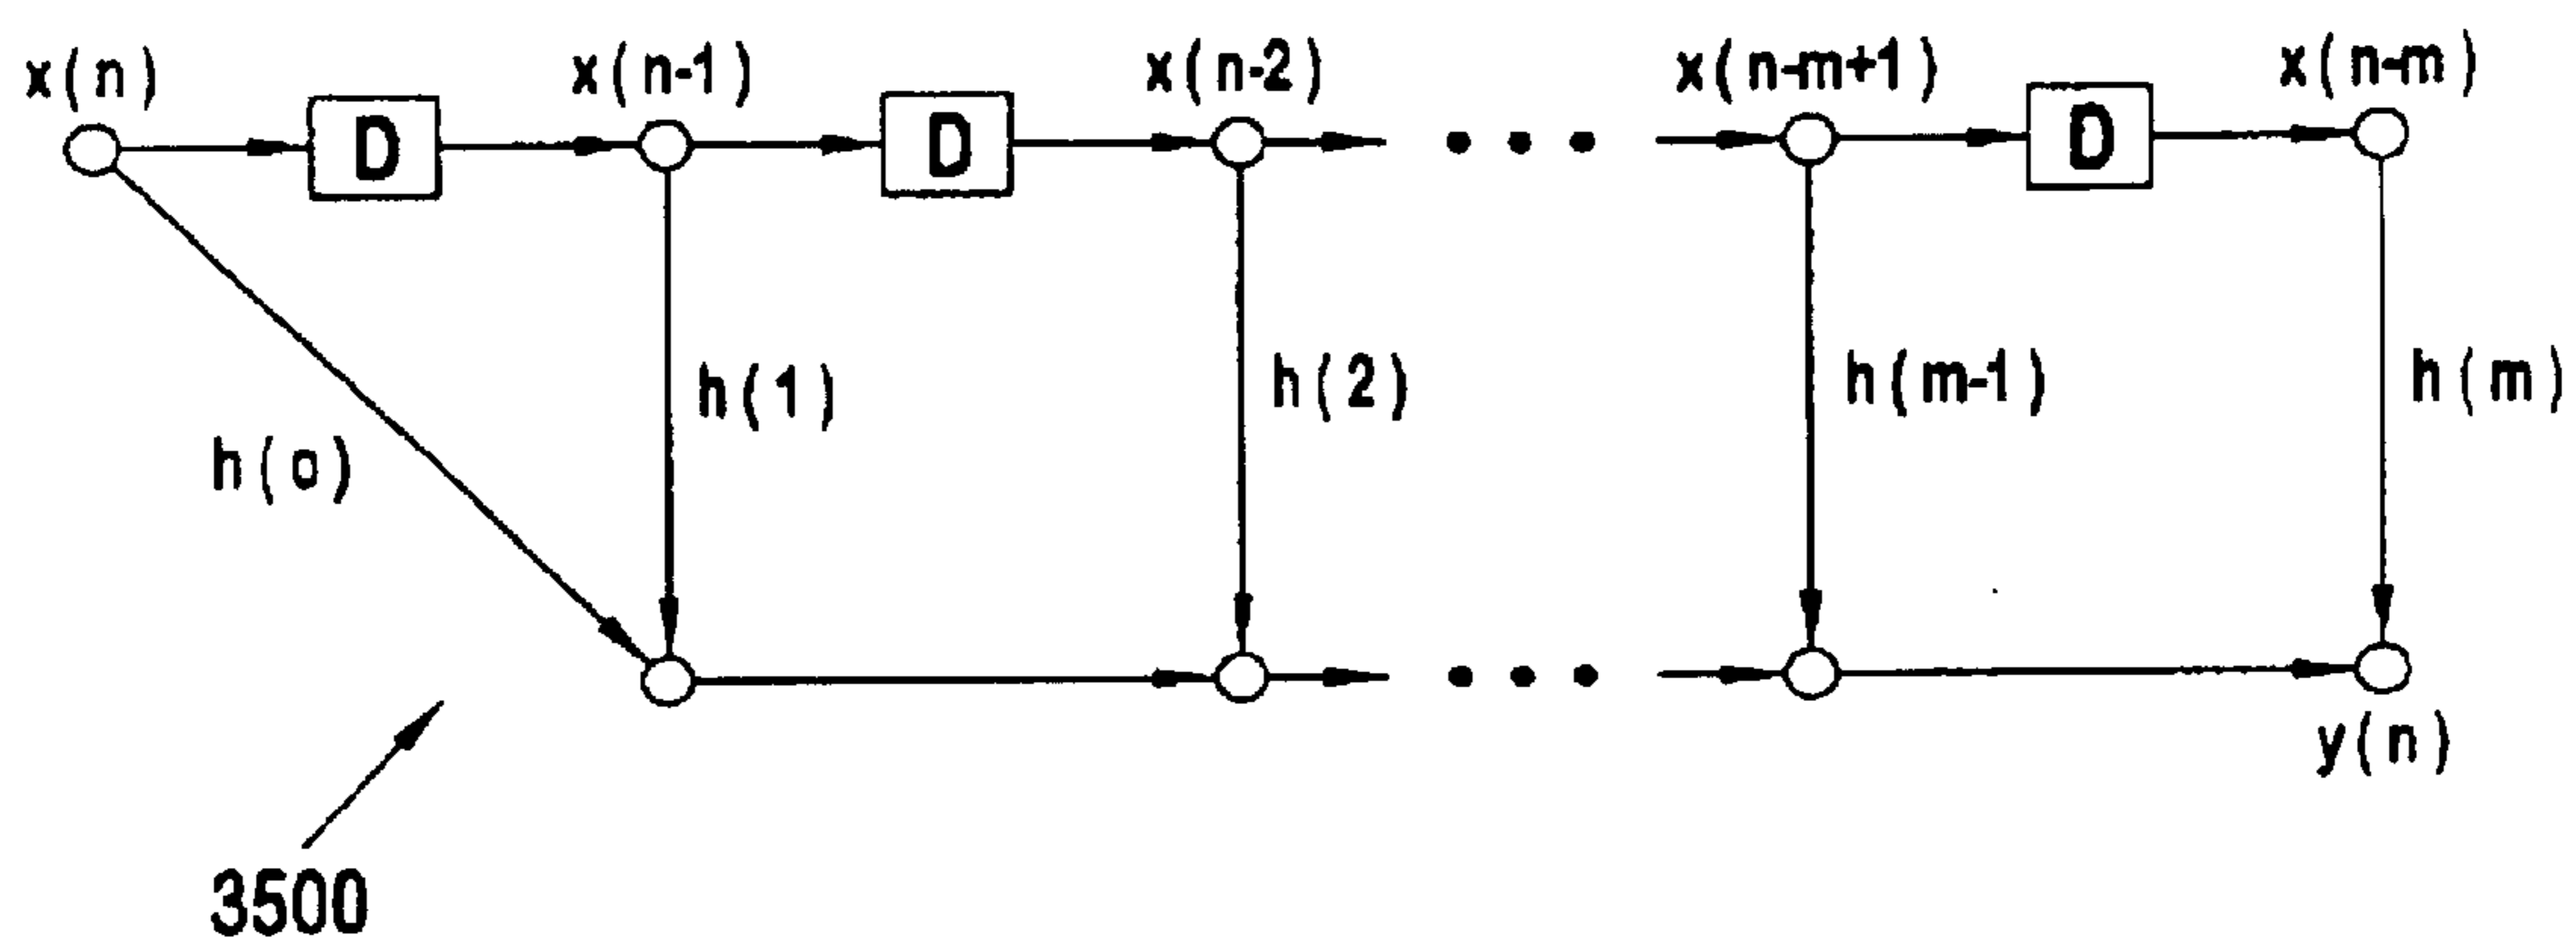 x(n) x(n-1) x(n-2) x(n-m+1) x(n-m)
D D D
h(o) h(1) h(2) h(m-1) h(m)
y(n)
3500